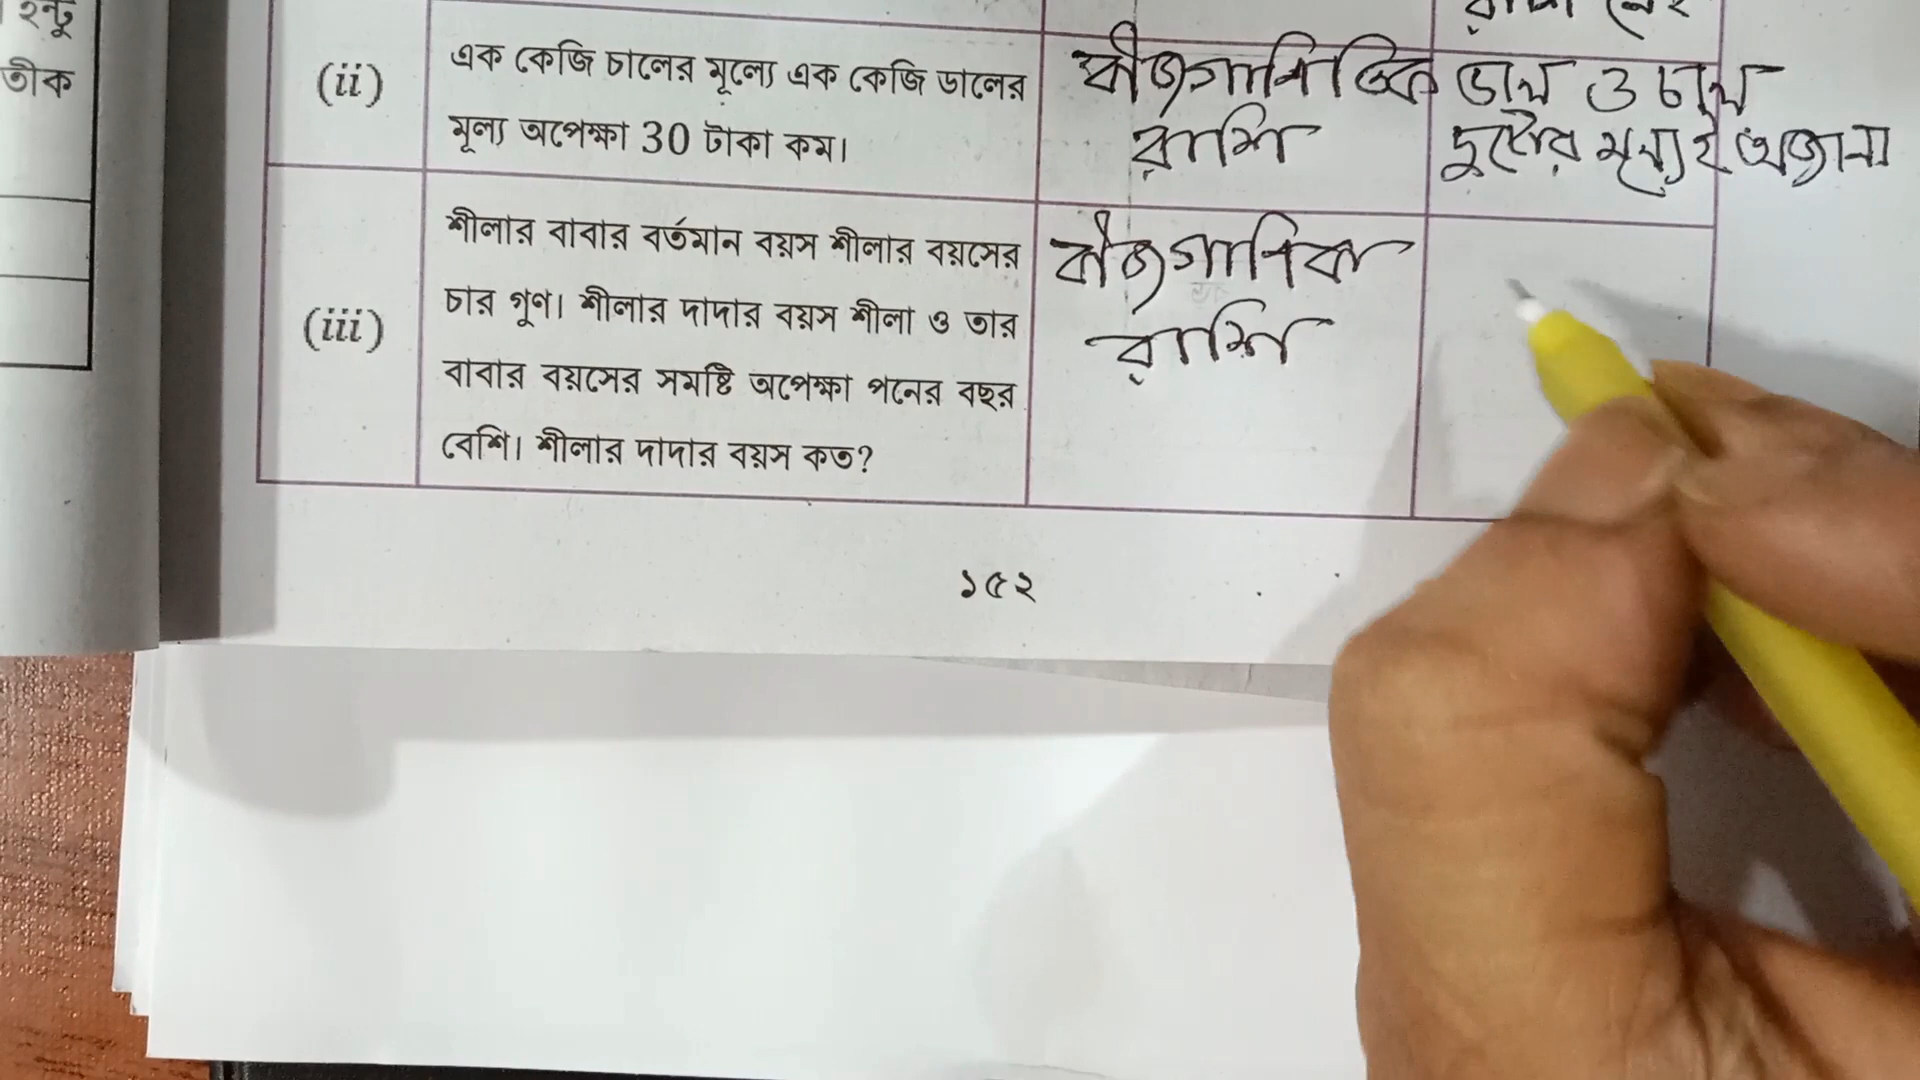 ইন্টু
তীক
(ii)
এক কেজি চালের মূল্যে এক কেজি ডালের
মূল্য অপেক্ষা 30 টাকা কম।
বীজগাণিতিক
রাশি
ডাল ও চাল
দুটোর মূল্যই অজানা
(iii)
শীলার বাবার বর্তমান বয়স শীলার বয়সের
চার গুণ। শীলার দাদার বয়স শীলা ও তার
বাবার বয়সের সমষ্টি অপেক্ষা পনের বছর
বেশি। শীলার দাদার বয়স কত?
বীজগাণিক
রাশি
১৫২